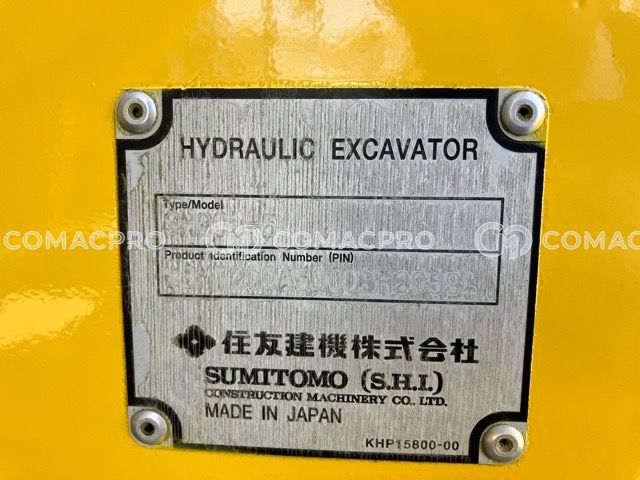 HYDRAULIC EXCAVATOR
Type/Model
COMACPRO COMACPRO COMACPRO
Product Identification Number (PIN)
住友建機株式会社
SUMITOMO (S.H.I.)
CONSTRUCTION MACHINERY CO., LTD.
MADE IN JAPAN
KHP15800-00